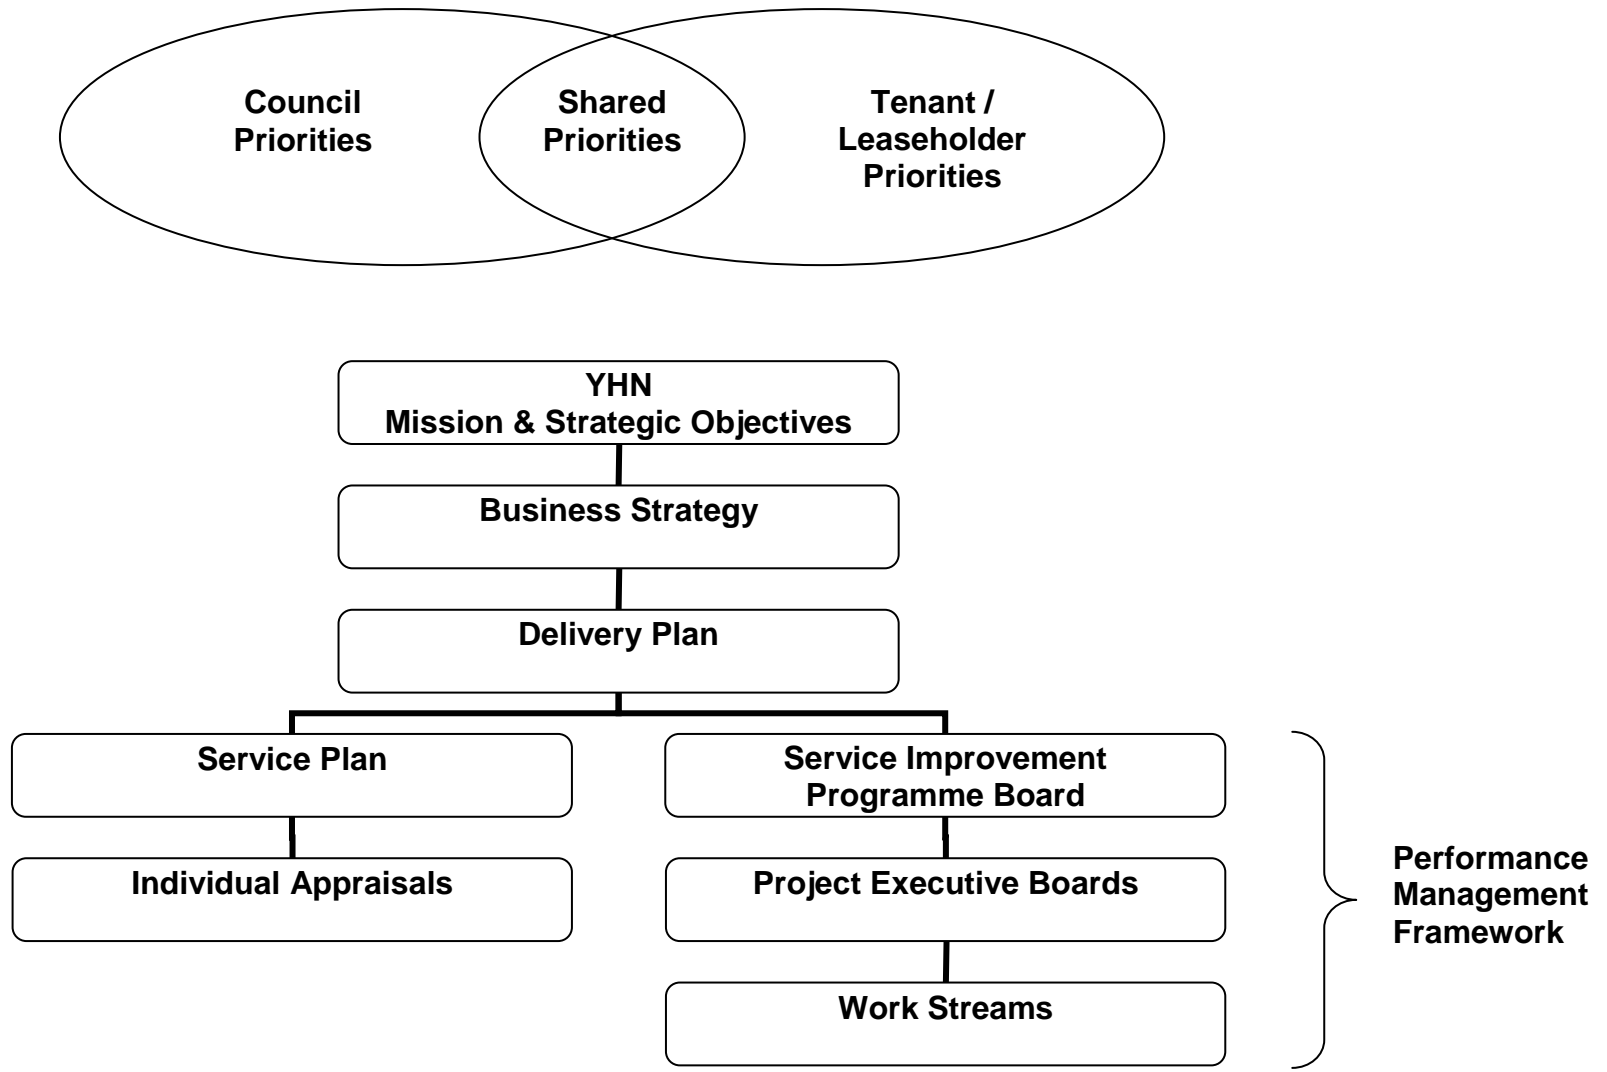 Council
Priorities
Shared
Priorities
Tenant /
Leaseholder
Priorities
YHN
Mission & Strategic Objectives
Business Strategy
Delivery Plan
Service Plan
Service Improvement
Programme Board
Individual Appraisals
Project Executive Boards
Work Streams
Performance
Management
Framework